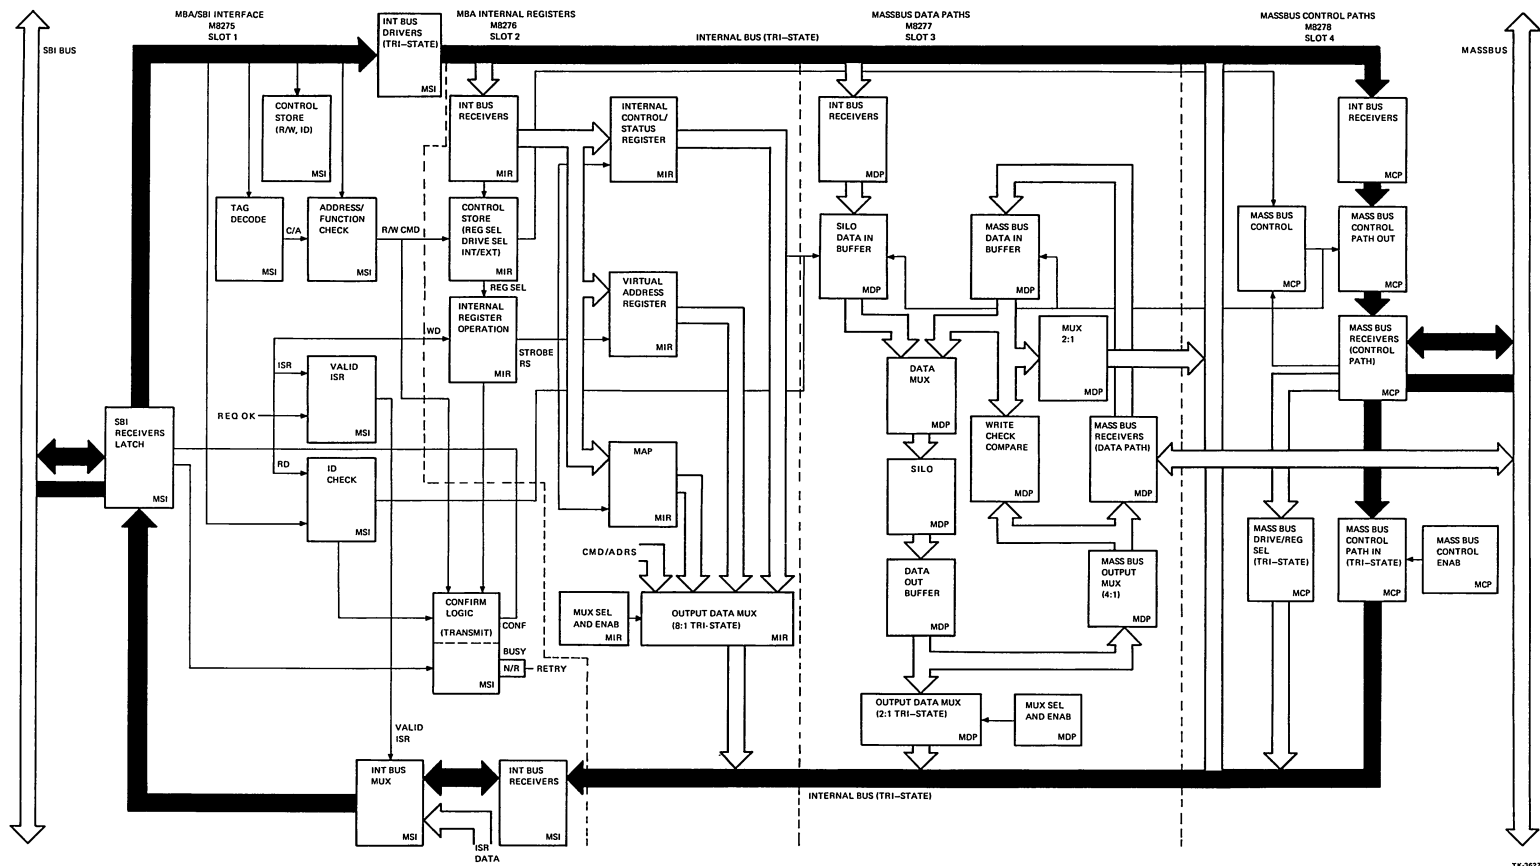 MBA/SBI INTERFACE
M8275
SLOT 1
MBA INTERNAL REGISTERS
M8276
SLOT 2
MASSBUS DATA PATHS
M8277
SLOT 3
MASSBUS CONTROL PATHS
M8278
SLOT 4
SBI BUS
MASSBUS
INT BUS
DRIVERS
(TRI-STATE)
MSI
INTERNAL BUS (TRI-STATE)
CONTROL
STORE
(R/W, ID)
MSI
TAG
DECODE
MSI
C/A
ADDRESS/
FUNCTION
CHECK
MSI
R/W CMD
INT BUS
RECEIVERS
MIR
CONTROL
STORE
(REG SEL
DRIVE SEL
INT/EXT)
MIR
REG SEL
INTERNAL
REGISTER
OPERATION
MIR
WD
STROBE
RS
INTERNAL
CONTROL/
STATUS
REGISTER
MIR
VIRTUAL
ADDRESS
REGISTER
MIR
MAP
MIR
INT BUS
RECEIVERS
MDP
SILO
DATA IN
BUFFER
MDP
MASS BUS
DATA IN
BUFFER
MDP
MUX
2:1
MDP
DATA
MUX
MDP
WRITE
CHECK
COMPARE
MDP
MASS BUS
RECEIVERS
(DATA PATH)
MDP
SILO
MDP
DATA
OUT
BUFFER
MDP
MASS BUS
OUTPUT
MUX
(4:1)
MDP
OUTPUT DATA MUX
(2:1 TRI-STATE)
MDP
MUX SEL
AND ENAB
MDP
INT BUS
RECEIVERS
MCP
MASS BUS
CONTROL
MCP
MASS BUS
CONTROL
PATH OUT
MCP
MASS BUS
RECEIVERS
(CONTROL
PATH)
MCP
MASS BUS
DRIVE/REG
SEL
(TRI-STATE)
MCP
MASS BUS
CONTROL
PATH IN
(TRI-STATE)
MCP
MASS BUS
CONTROL
ENAB
MCP
ISR
VALID
ISR
MSI
REQ OK
SBI
RECEIVERS
LATCH
MSI
RD
ID
CHECK
MSI
CMD/ADRS
MUX SEL
AND ENAB
MIR
OUTPUT DATA MUX
(8:1 TRI-STATE)
MIR
CONFIRM
LOGIC
(TRANSMIT)
MSI
CONF
BUSY
N/R
RETRY
VALID
ISR
INT BUS
MUX
MSI
INT BUS
RECEIVERS
MSI
ISR
DATA
INTERNAL BUS (TRI-STATE)